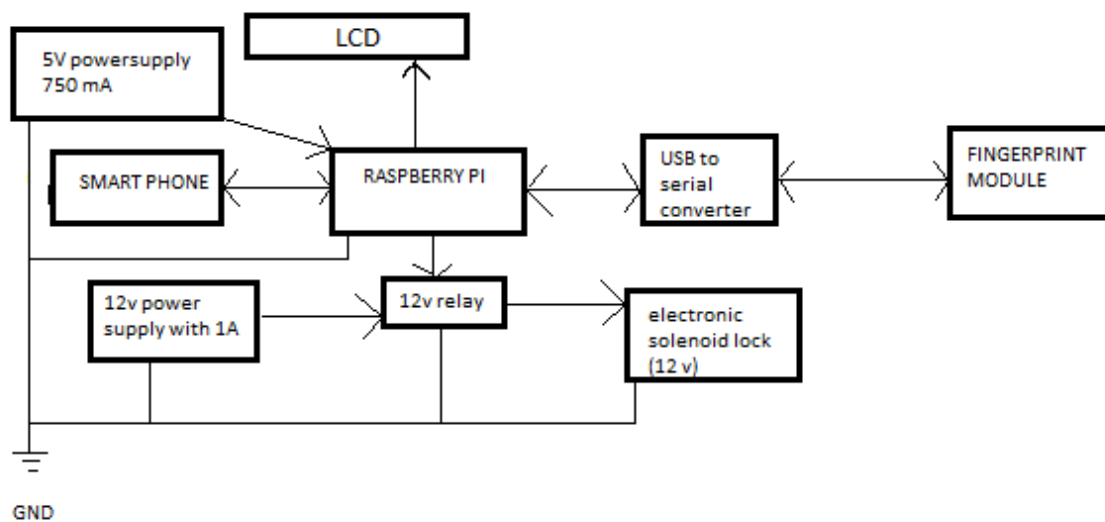 LCD
5V powersupply
750 mA
SMART PHONE
RASPBERRY PI
USB to
serial
converter
FINGERPRINT
MODULE
12v power
supply with 1A
12v relay
electronic
solenoid lock
(12 v)
GND